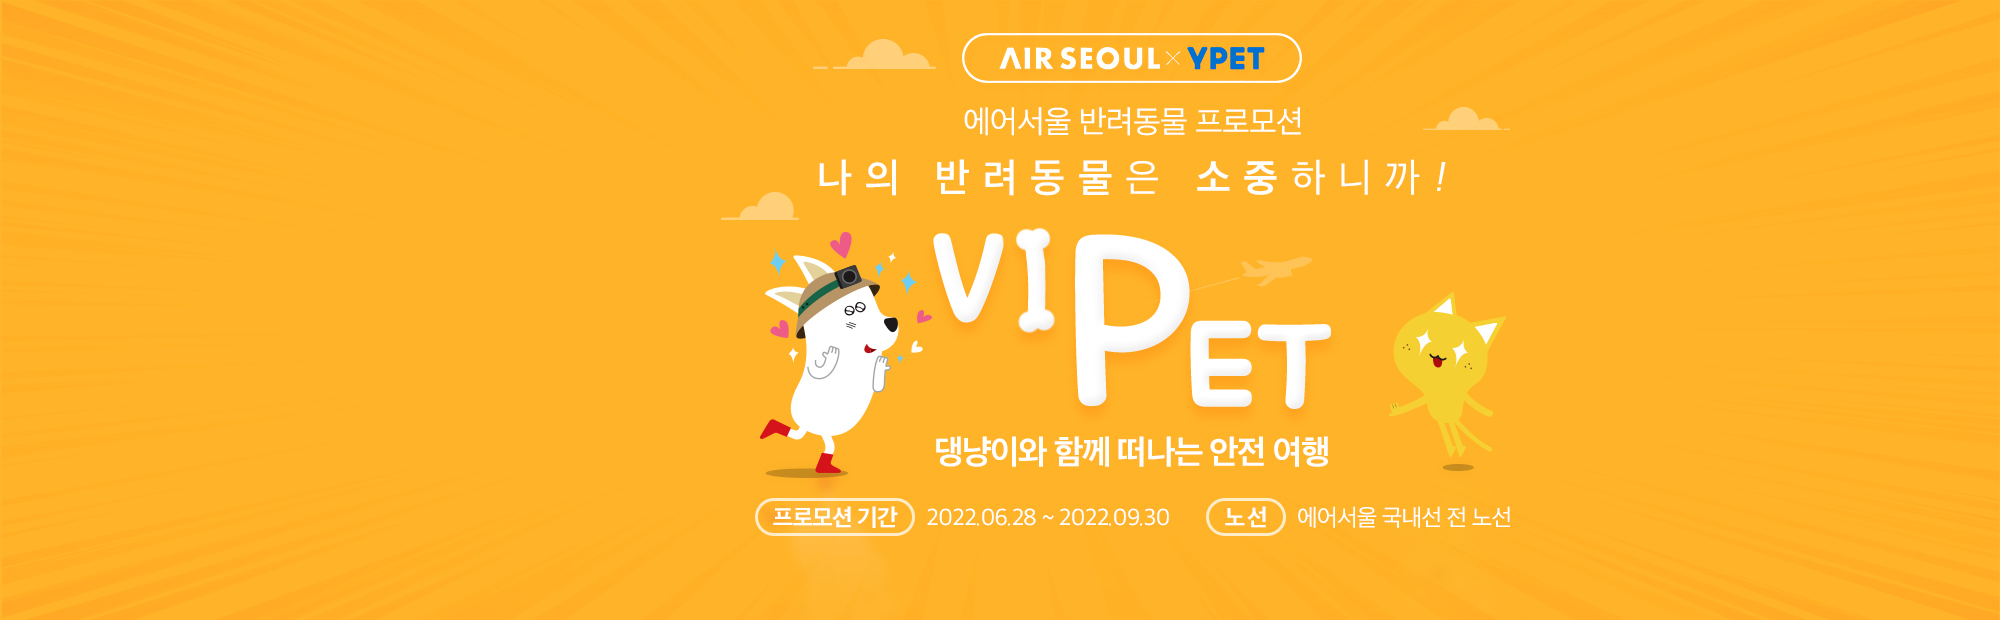 AIR SEOUL × YPET
에어서울 반려동물 프로모션
나의 반려동물은 소중하니까!
VIPET
댕냥이와 함께 떠나는 안전 여행
프로모션 기간 2022.06.28 ~ 2022.09.30 노선 에어서울 국내선 전 노선